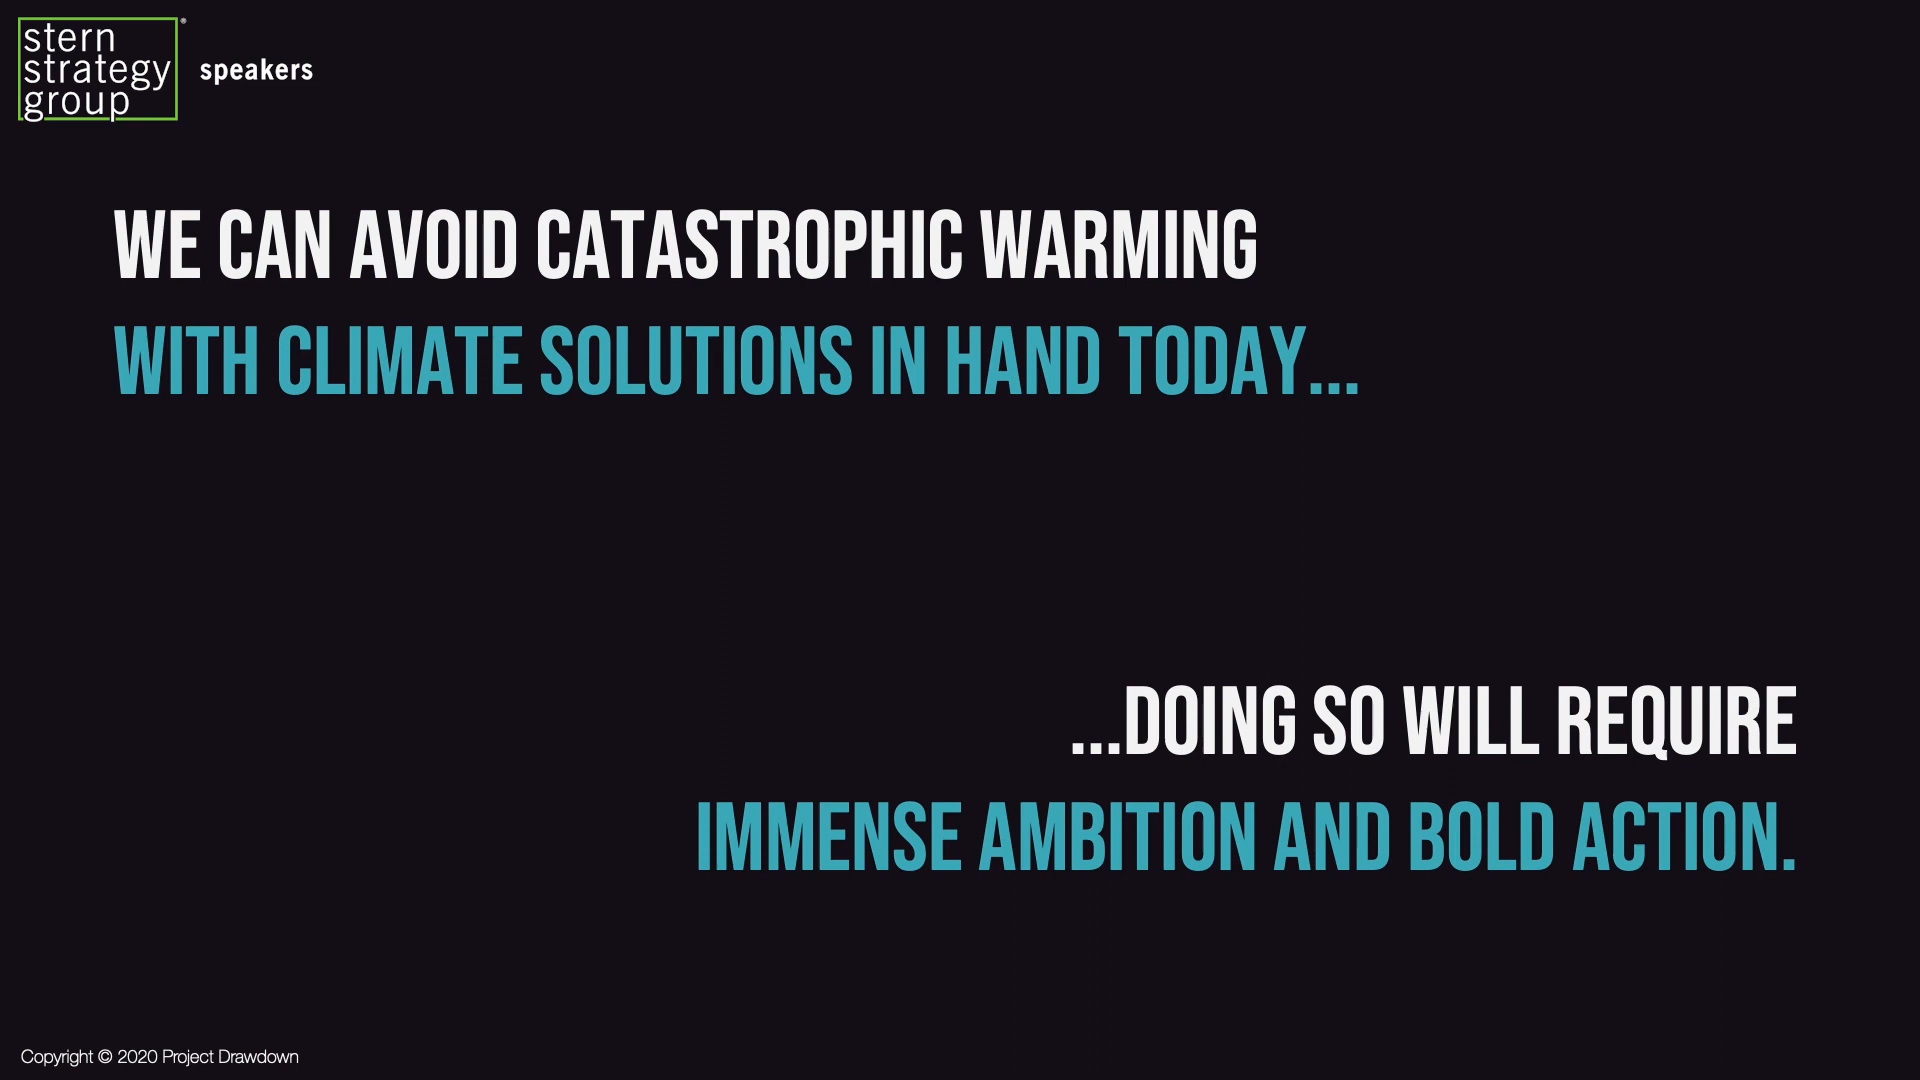 stern
strategy
group
®
speakers
WE CAN AVOID CATASTROPHIC WARMING
WITH CLIMATE SOLUTIONS IN HAND TODAY...
...DOING SO WILL REQUIRE
IMMENSE AMBITION AND BOLD ACTION.
Copyright © 2020 Project Drawdown